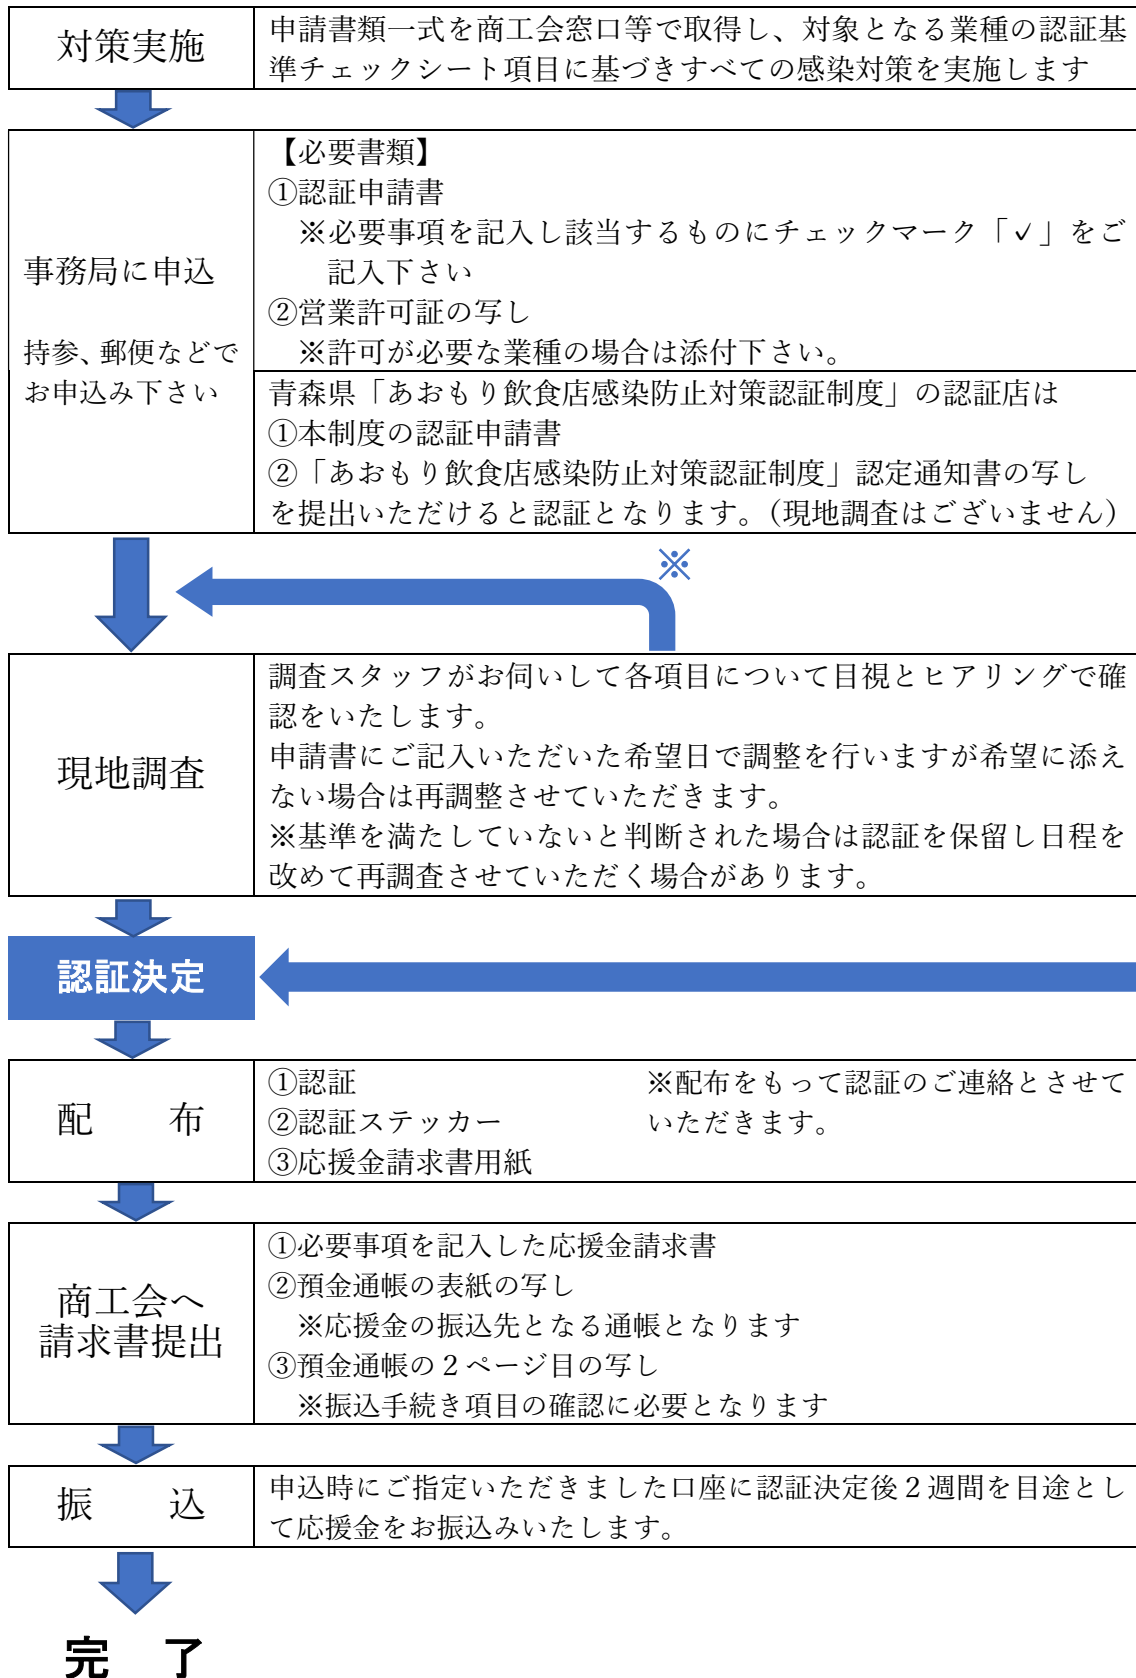 対策実施
申請書類一式を商工会窓口等で取得し、対象となる業種の認証基
準チェックシート項目に基づきすべての感染対策を実施します
事務局に申込
持参、郵便などで
お申込み下さい
【必要書類】
①認証申請書
※必要事項を記入し該当するものにチェックマーク「✓」をご
記入下さい
②営業許可証の写し
※許可が必要な業種の場合は添付下さい。
青森県「あおもり飲食店感染防止対策認証制度」の認証店は
①本制度の認証申請書
②「あおもり飲食店感染防止対策認証制度」認定通知書の写し
を提出いただけると認証となります。（現地調査はございません）
※
現地調査
調査スタッフがお伺いして各項目について目視とヒアリングで確
認をいたします。
申請書にご記入いただいた希望日で調整を行いますが希望に添え
ない場合は再調整させていただきます。
※基準を満たしていないと判断された場合は認証を保留し日程を
改めて再調査させていただく場合があります。
認証決定
配　布
①認証
②認証ステッカー
③応援金請求書用紙
※配布をもって認証のご連絡とさせて
いただきます。
商工会へ
請求書提出
①必要事項を記入した応援金請求書
②預金通帳の表紙の写し
※応援金の振込先となる通帳となります
③預金通帳の２ページ目の写し
※振込手続き項目の確認に必要となります
振　込
申込時にご指定いただきました口座に認証決定後２週間を目途とし
て応援金をお振込みいたします。
完　了